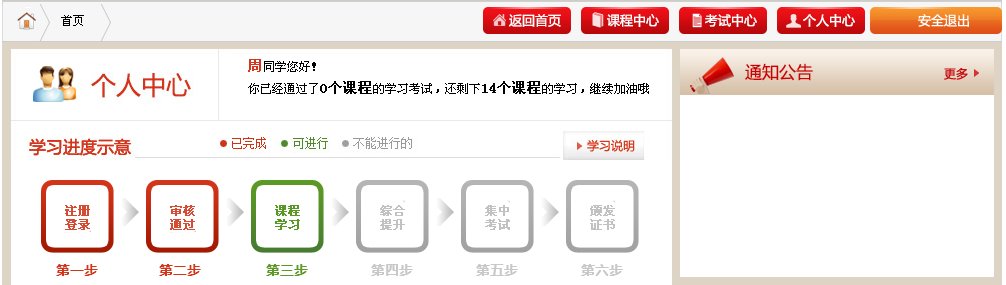 首页
返回首页
课程中心
考试中心
个人中心
安全退出
个人中心
周同学您好！
你已经通过了0个课程的学习考试，还剩下14个课程的学习，继续加油哦
通知公告
更多
学习进度示意
已完成
可进行
不能进行的
学习说明
注册
登录
审核
通过
课程
学习
综合
提升
集中
考试
颁发
证书
第一步
第二步
第三步
第四步
第五步
第六步